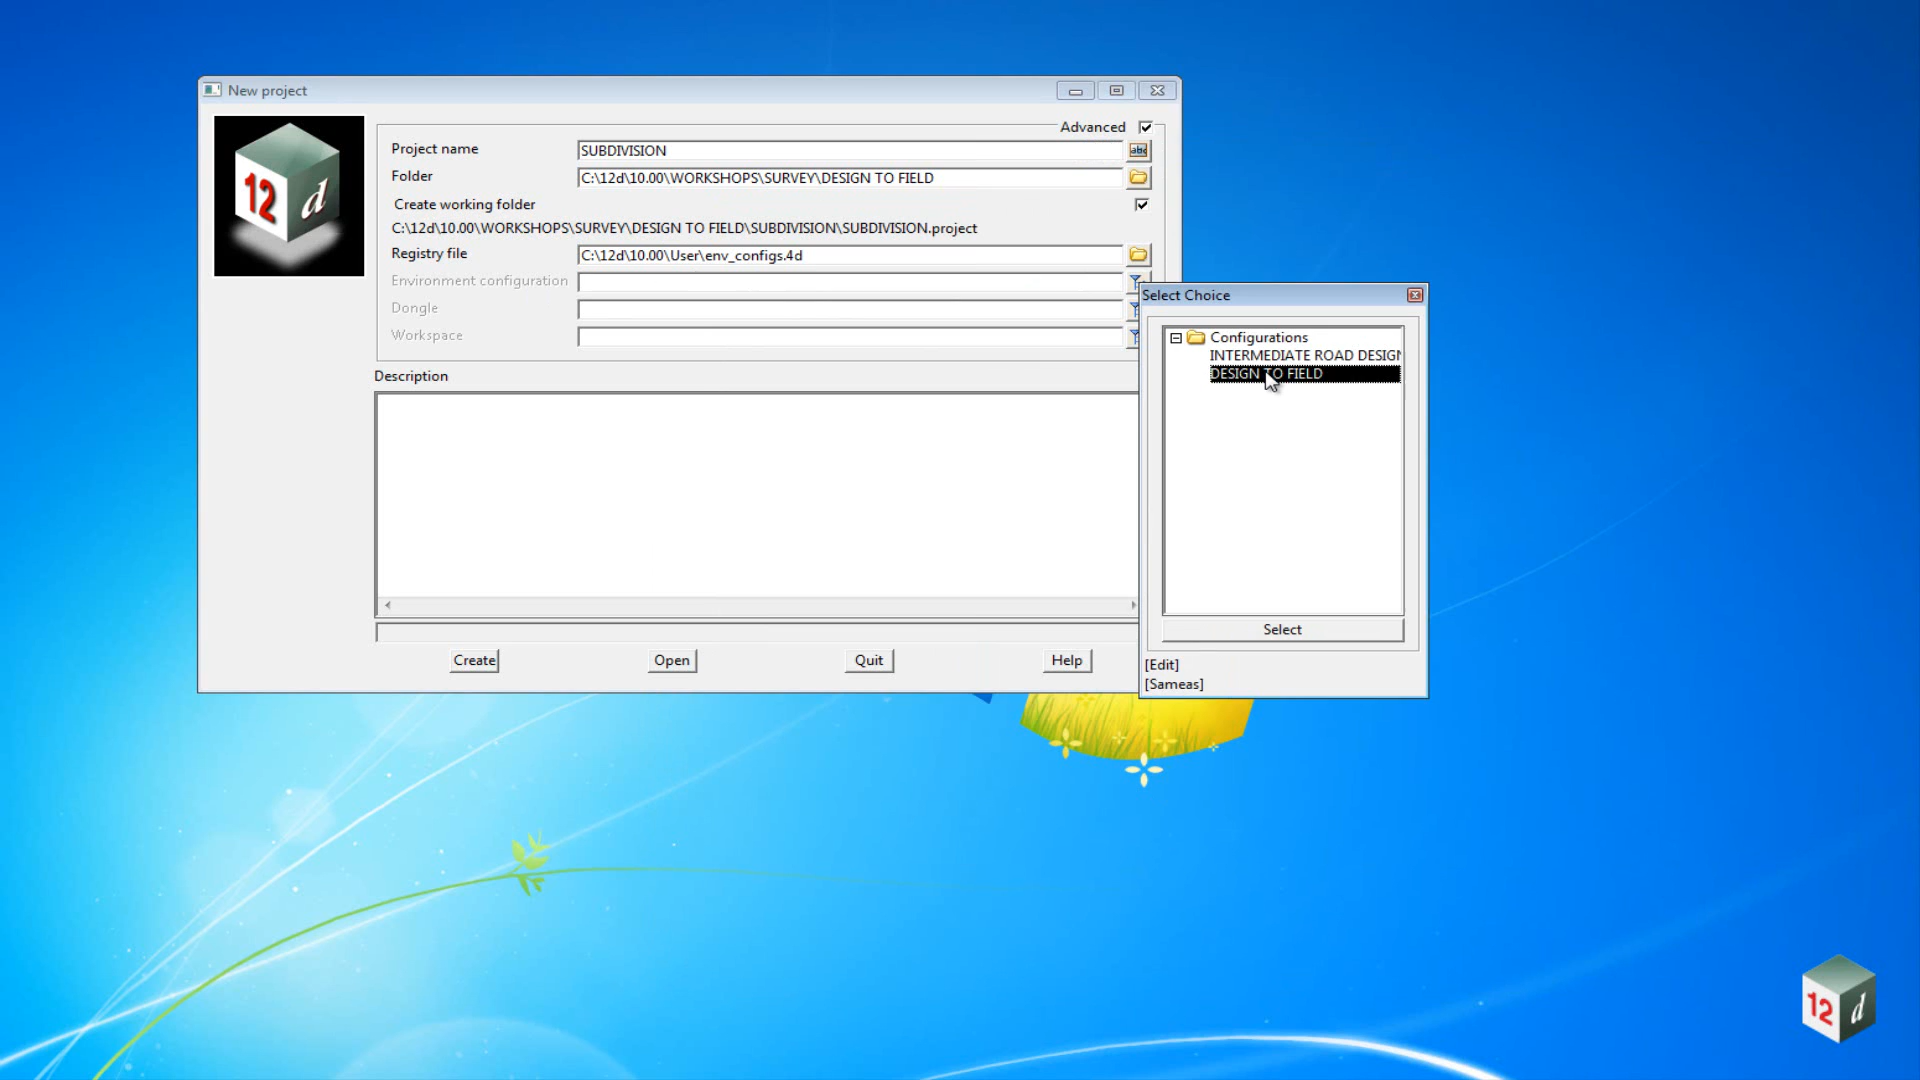 New project
Advanced
Project name
SUBDIVISION
abc
Folder
C:\12d\10.00\WORKSHOPS\SURVEY\DESIGN TO FIELD
Create working folder
C:\12d\10.00\WORKSHOPS\SURVEY\DESIGN TO FIELD\SUBDIVISION\SUBDIVISION.project
Registry file
C:\12d\10.00\User\env_configs.4d
Environment configuration
Dongle
Workspace
Description
Create
Open
Quit
Help
Select Choice
Configurations
INTERMEDIATE ROAD DESIGN
DESIGN TO FIELD
Select
[Edit]
[Sameas]
12 d
12 d